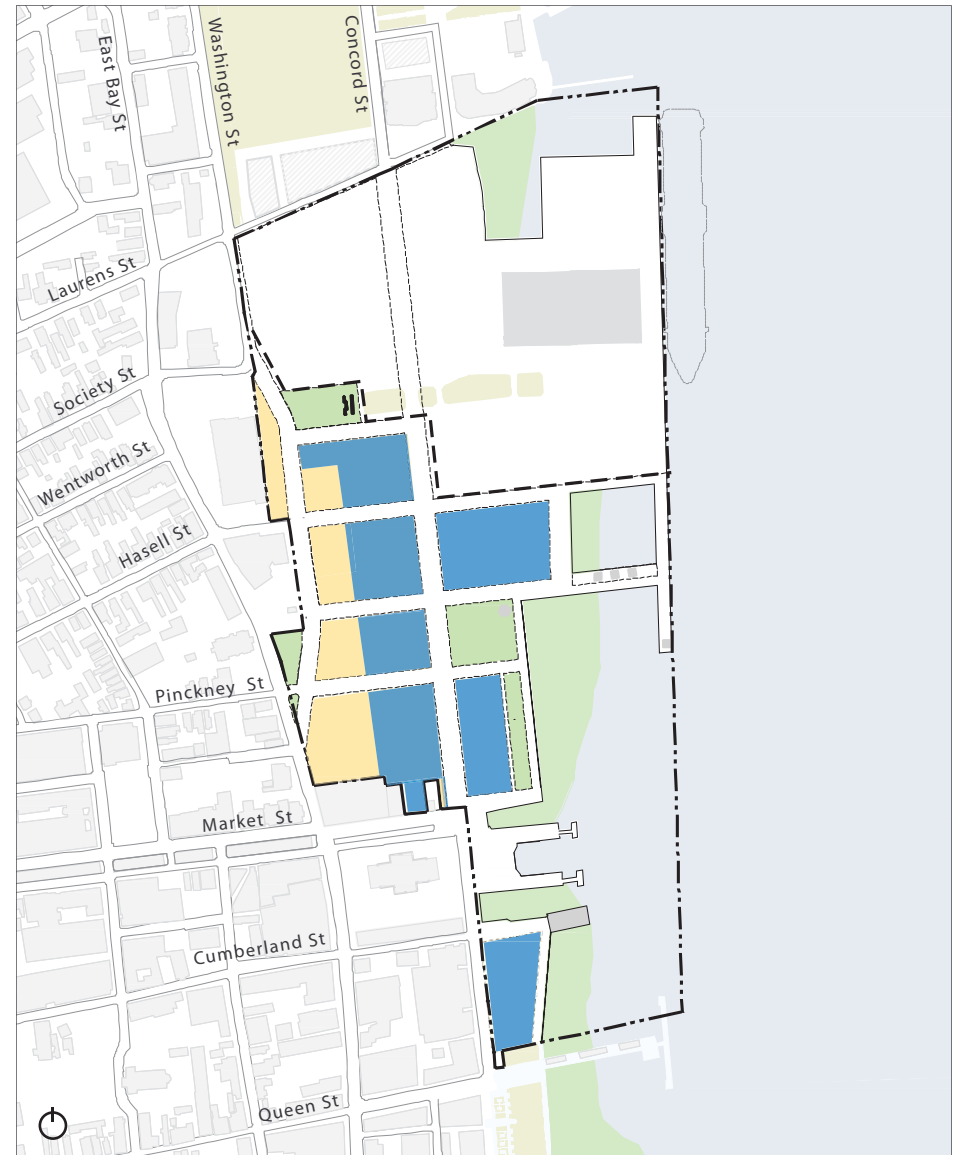 East Bay St
Washington St
Concord St
Laurens St
Society St
Wentworth St
Hasell St
Pinckney St
Market St
Cumberland St
Queen St